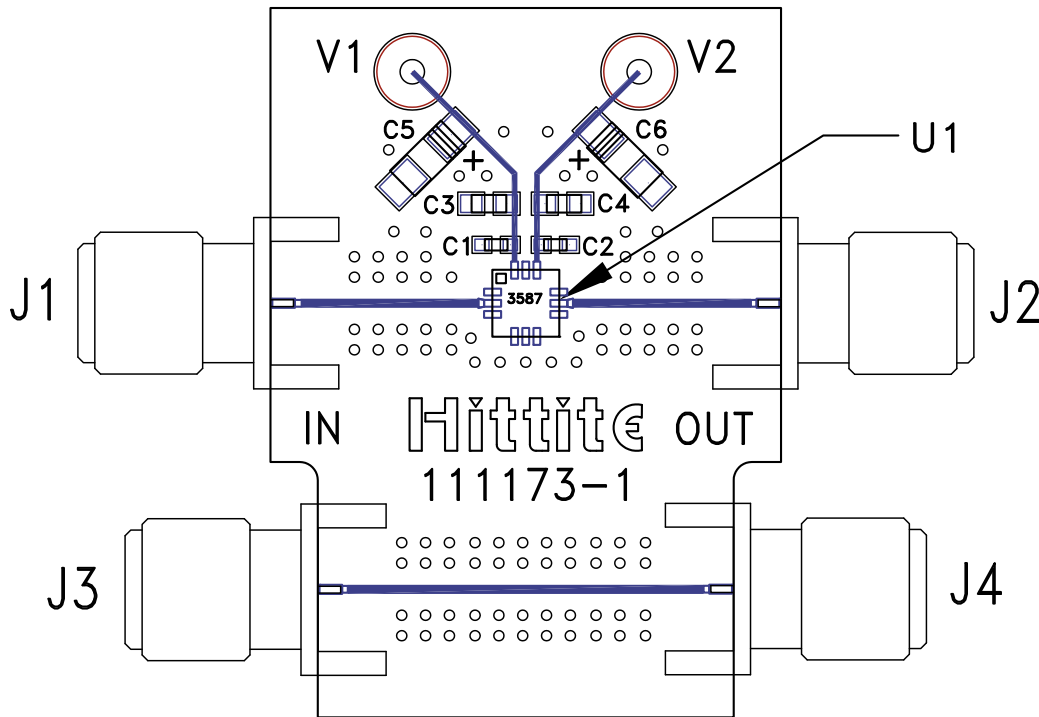 V1
V2
C5
C6
+
+
U1
C3
C4
C1
C2
3587
J1
J2
IN
Hittite
OUT
111173-1
J3
J4